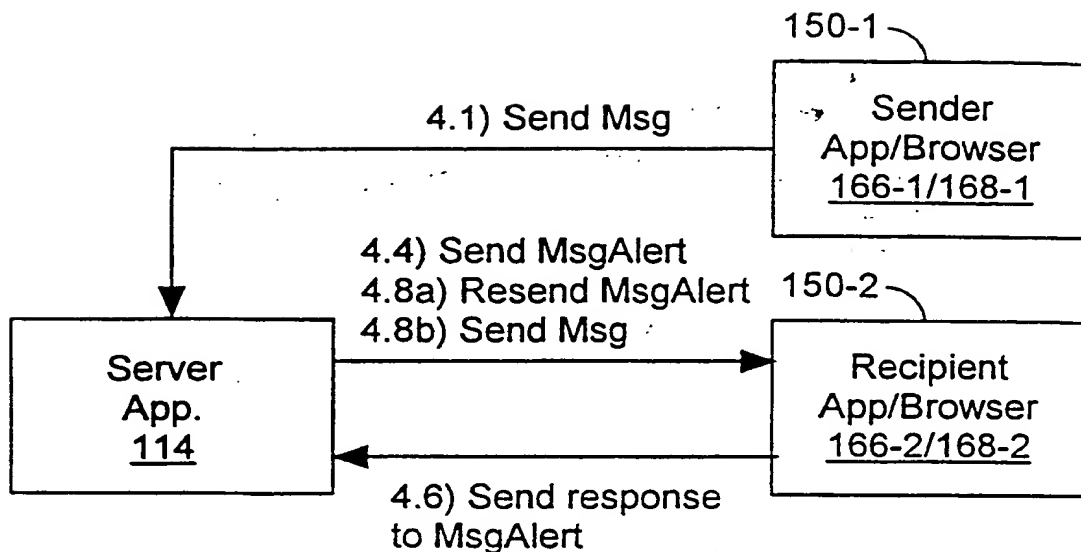 150-1
Sender
App/Browser
166-1/168-1
4.1) Send Msg
4.4) Send MsgAlert
4.8a) Resend MsgAlert
4.8b) Send Msg
150-2
Server
App.
114
Recipient
App/Browser
166-2/168-2
4.6) Send response
to MsgAlert